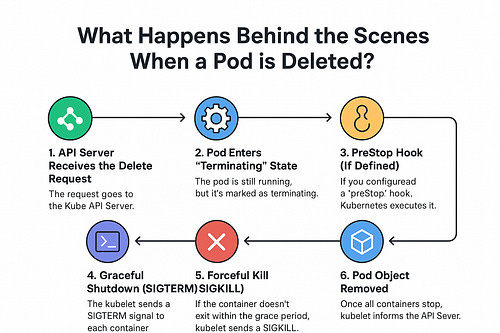 What Happens Behind the Scenes
When a Pod is Deleted?
1. API Server
Receives the Delete
Request
The request goes to
the Kube API Server.
2. Pod Enters
“Terminating” State
The pod is still running,
but it's marked as terminating.
3. PreStop Hook
(If Defined)
If you configuread
a ‘preStop’ hook,
Kubernetes executes it.
4. Graceful
Shutdown (SIGTERM)
The kubelet sends a
SIGTERM signal to
each container
5. Forceful Kill
SIGKILL)
If the container doesn't
exit within the grace period,
kubelet sends a SIGKILL.
6. Pod Object
Removed
Once all containers stop,
kubelet informs the API Sever.